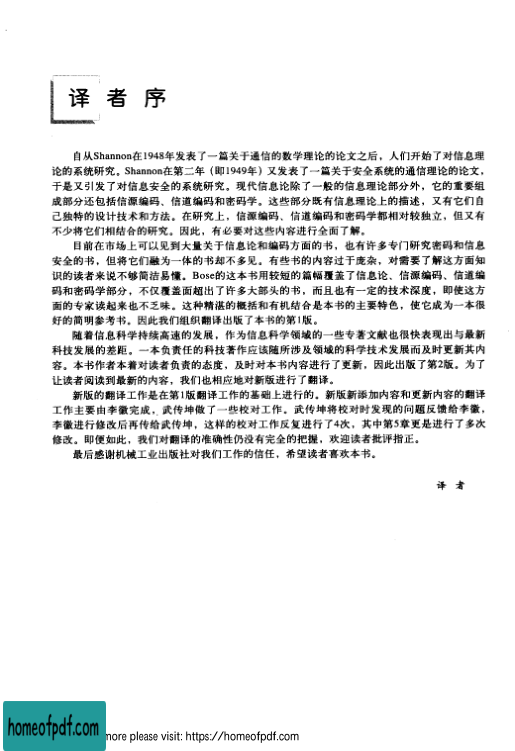 译者序
自从Shannon在1948年发表了一篇关于通信的数学理论的论文之后，人们开始了对信息理
论的系统研究。Shannon在第二年（即1949年）又发表了一篇关于安全系统的通信理论的论文，
于是又引发了对信息安全的系统研究。现代信息论除了一般的信息理论部分外，它的重要组
成部分还包括信源编码、信道编码和密码学。这些部分既有信息理论上的描述，又有它们自
己独特的设计技术和方法。在研究上，信源编码、信道编码和密码学都相对较独立，但又有
不少将它们相结合的研究。因此，有必要对这些内容进行全面了解。
目前在市场上可以见到大量关于信息论和编码方面的书，也有许多专门研究密码和信息
安全的书，但将它们融为一体的书却不多见。有些书的内容过于庞杂，对需要了解这方面知
识的读者来说不够简洁易懂。Bose的这本书用较短的篇幅覆盖了信息论、信源编码、信道编
码和密码学部分，不仅覆盖面超出了许多大部头的书，而且也有一定的技术深度，即使这方
面的专家读起来也不乏味。这种精湛的概括和有机结合是本书的主要特色，使它成为一本很
好的简明参考书。因此我们组织翻译出版了本书的第1版。
随着信息科学持续高速的发展，作为信息科学领域的一些专著文献也很快表现出与最新
科技发展的差距。一本负责任的科技著作应该随所涉及领域的科学技术发展而及时更新其内
容。本书作者本着对读者负责的态度，及时对本书内容进行了更新，因此出版了第2版。为了
让读者阅读到最新的内容，我们也相应地对新版进行了翻译。
新版的翻译工作是在第1版翻译工作的基础上进行的。新版新添加内容和更新内容的翻译
工作主要由李徽完成，武传坤做了一些校对工作。武传坤将校对时发现的问题反馈给李徽，
李徽进行修改后再传给武传坤，这样的校对工作反复进行了4次，其中第5章更是进行了多次
修改。即便如此，我们对翻译的准确性仍没有完全的把握，欢迎读者批评指正。
最后感谢机械工业出版社对我们工作的信任，希望读者喜欢本书。
译者
homeofpdf.com
more please visit: https://homeofpdf.com